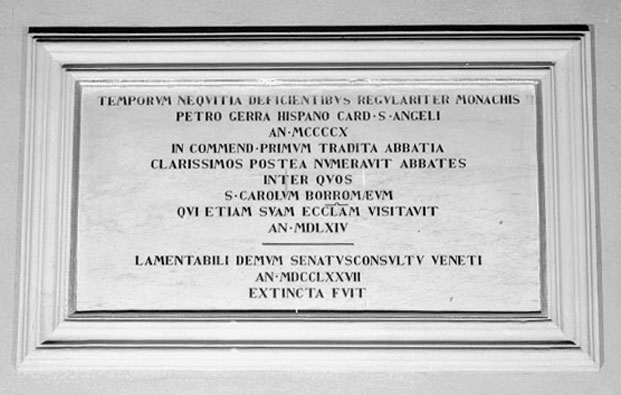 TEMPORVM NEQVITIA DEFICIENTIBVS REGVLARITER MONACHIS
PETRO GERRA HISPANO CARD·S·ANGELI
AN·MCCCCX
IN COMMEND·PRIMVM TRADITA ABBATIA
CLARISSIMOS POSTEA NVMERAVIT ABBATES
INTER QVOS
S·CAROLVM BORROMÆVM
QVI ETIAM SVAM ECCLAM VISITAVIT
AN·MDLXIV
LAMENTABILI DEMVM SENATVSCONSVLTV VENETI
AN·MDCCLXXVII
EXTINCTA FVIT